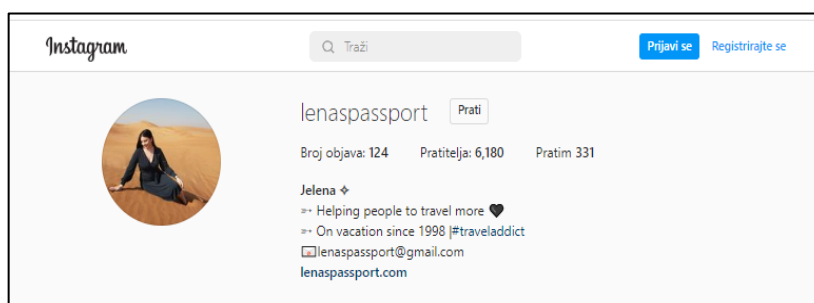 Instagram
Traži
Prijavi se
Registrirajte se
lenaspassport
Prati
Broj objava: 124 Pratitelja: 6,180 Pratim 331
Jelena ✧
➳ Helping people to travel more 🖤
➳ On vacation since 1998 |#traveladdict
💌lenaspassport@gmail.com
lenaspassport.com